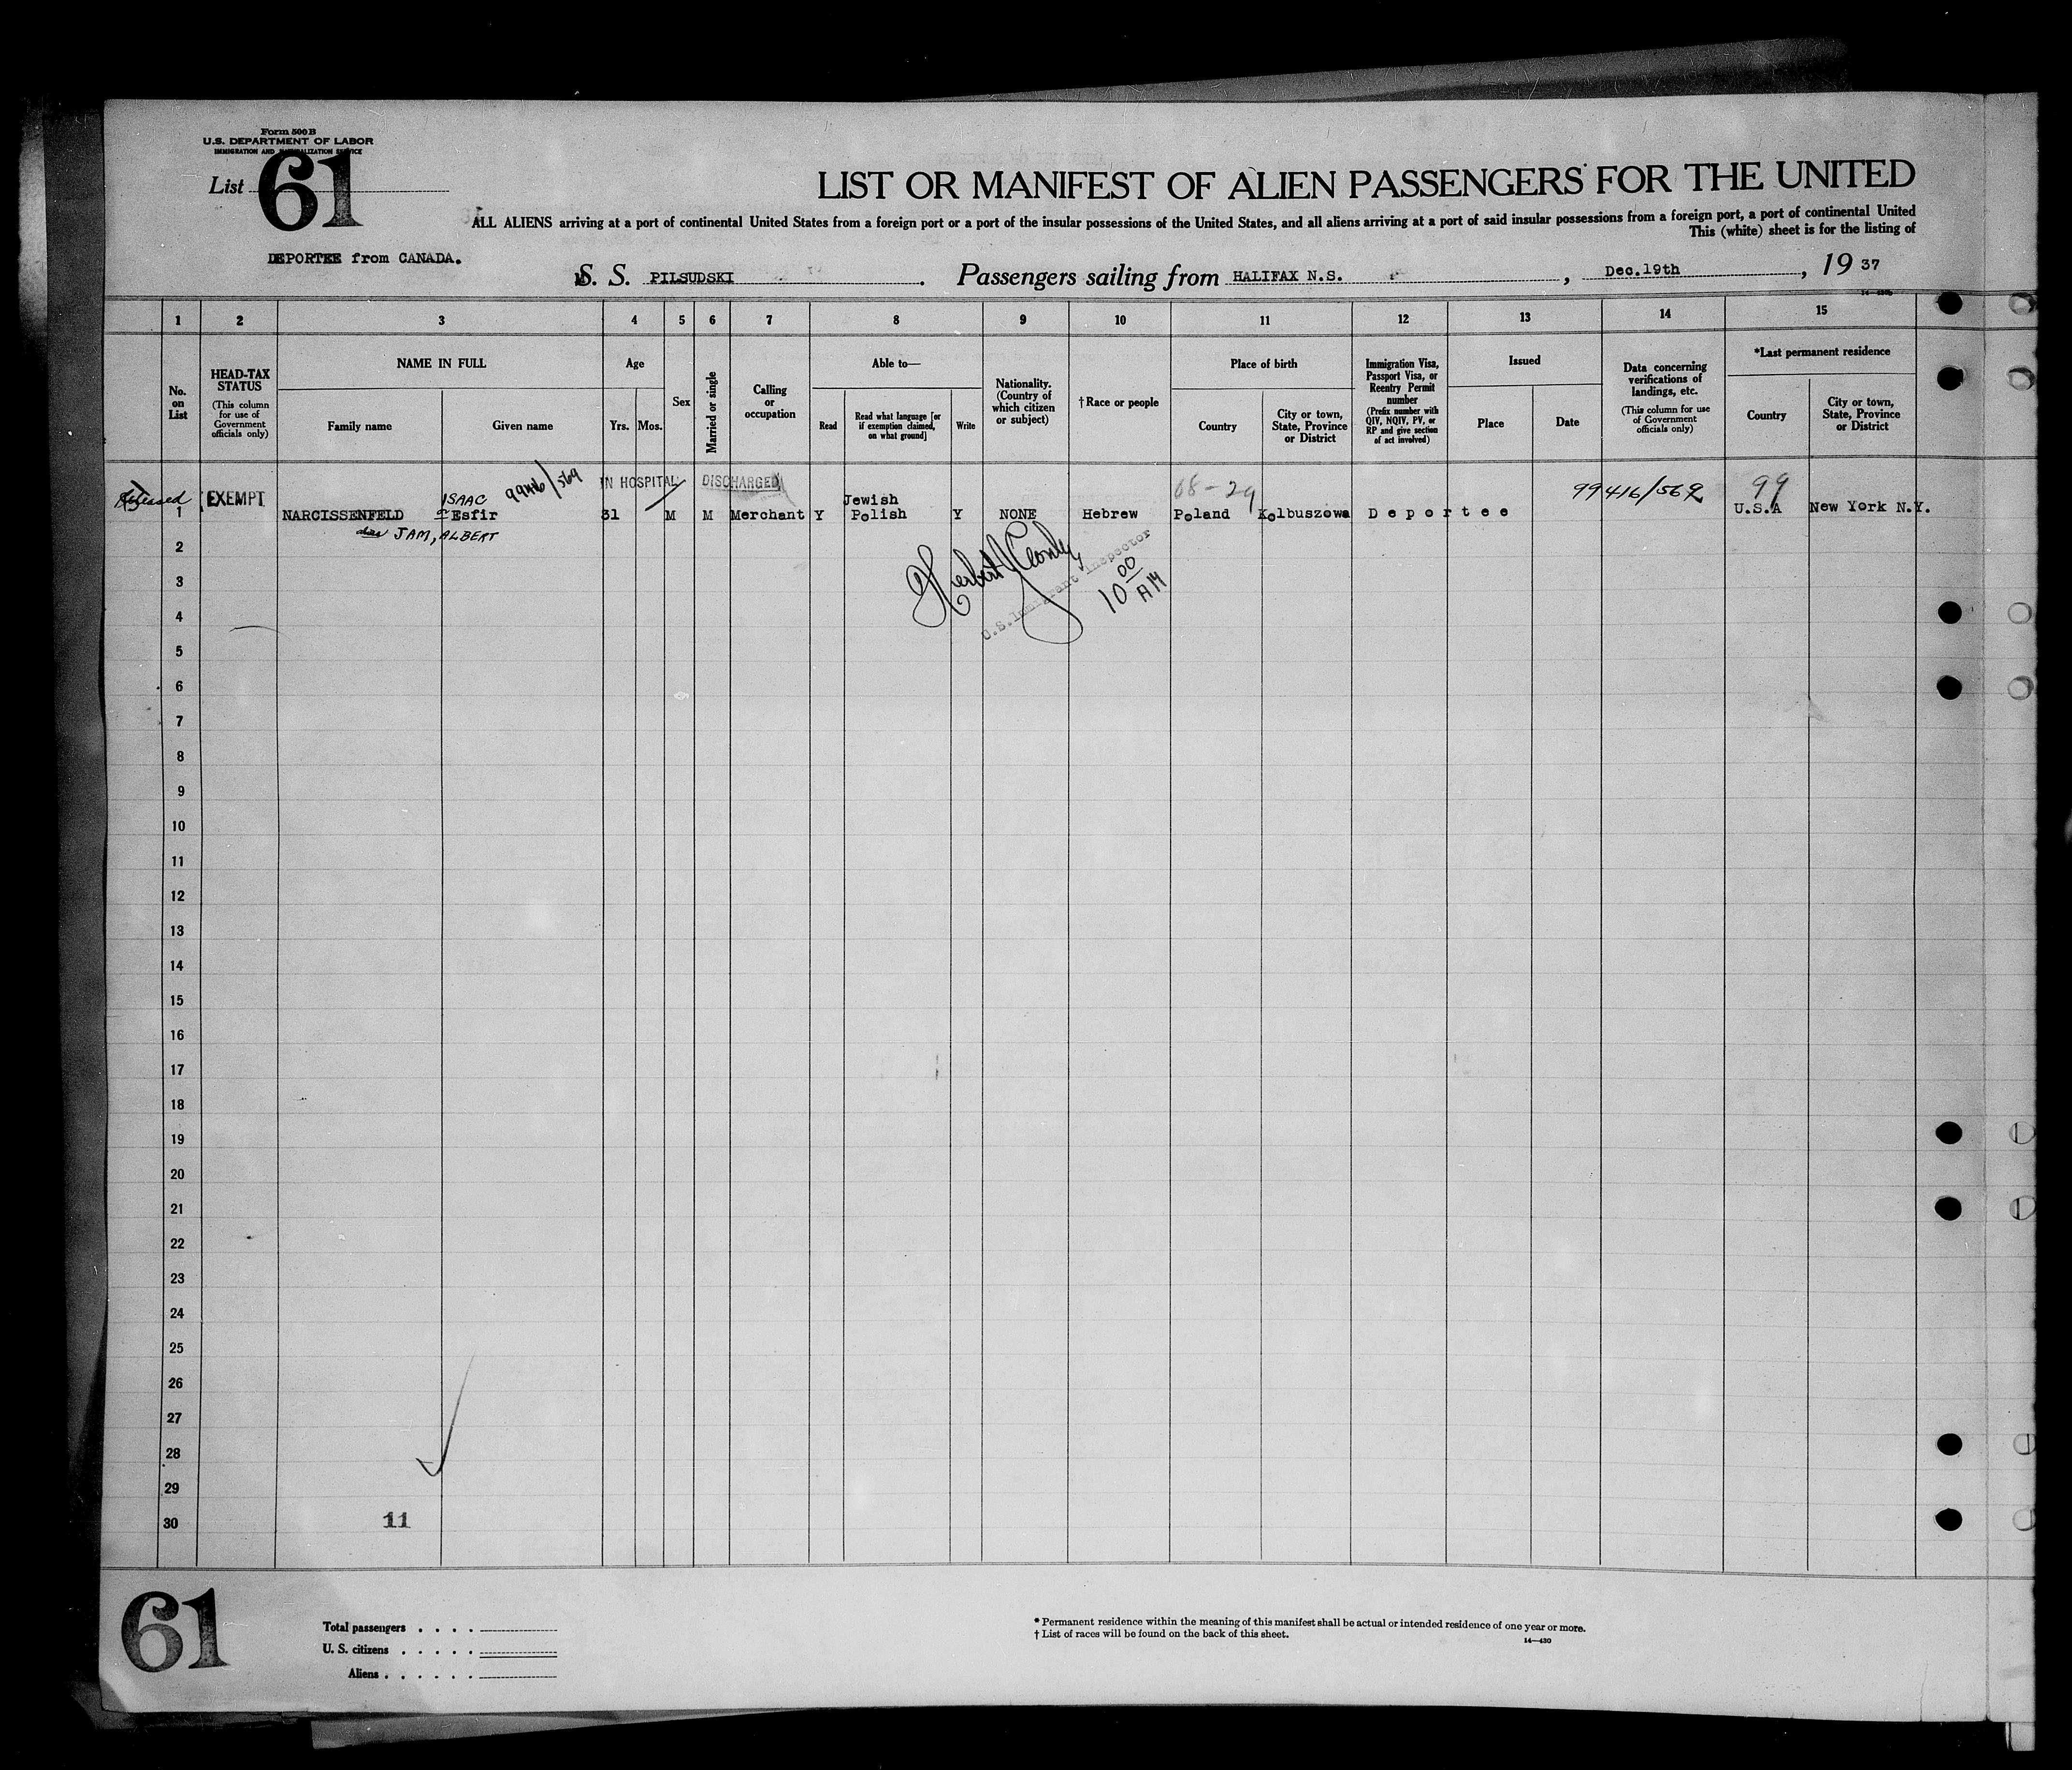 Form 500B
U.S. DEPARTMENT OF LABOR
IMMIGRATION AND NATURALIZATION SERVICE
List 61
LIST OR MANIFEST OF ALIEN PASSENGERS FOR THE UNITED
ALL ALIENS arriving at a port of continental United States from a foreign port or a port of the insular possessions of the United States, and all aliens arriving at a port of said insular possessions from a foreign port, a port of continental United
This (white) sheet is for the listing of
DEPORTEE from CANADA.
S. S. PILSUDSKI. Passengers sailing from HALIFAX N.S., Dec.19th, 19 37
1 2 3 4 5 6 7 8 9 10 11 12 13 14 15
No. on List
HEAD-TAX STATUS
(This column for use of Government officials only)
NAME IN FULL
Family name
Given name
Age
Yrs.
Mos.
Sex
Married or single
Calling or occupation
Able to—
Read
Read what language [or if exemption claimed, on what ground]
Write
Nationality. (Country of which citizen or subject)
†Race or people
Place of birth
Country
City or town, State, Province or District
Immigration Visa, Passport Visa, or Reentry Permit number
(Prefix number with QIV, NQIV, PV, or RP and give section of act involved)
Issued
Place
Date
Data concerning verifications of landings, etc.
(This column for use of Government officials only)
*Last permanent residence
Country
City or town, State, Province or District
EXEMPT ISAAC 99416/569 IN HOSPITAL DISCHARGED Jewish 68-29 99416/569 99
1 NARCISSENFELD or Esfir 31 M M Merchant Y Polish Y NONE Hebrew Poland Kolbuszowa Deportee U.S.A New York N.Y.
alias JAM, ALBERT
U.S. Immigrant Inspector
10 00 AM
2
3
4
5
6
7
8
9
10
11
12
13
14
15
16
17
18
19
20
21
22
23
24
25
26
27
28
29
30
11
61
Total passengers
U. S. citizens
Aliens
* Permanent residence within the meaning of this manifest shall be actual or intended residence of one year or more.
† List of races will be found on the back of this sheet.
14—430